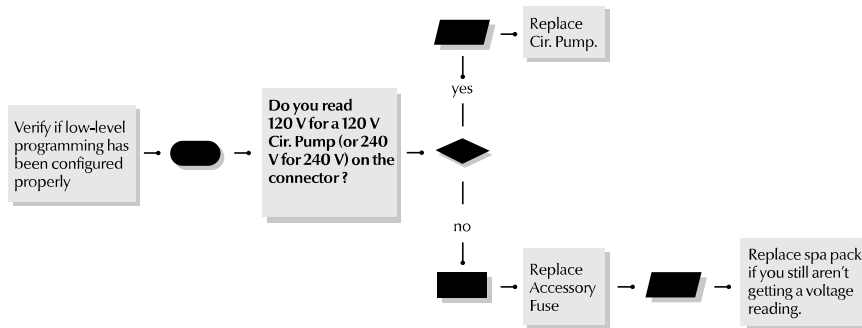 Verify if low-level
programming has
been configured
properly
Do you read
120 V for a 120 V
Cir. Pump (or 240
V for 240 V) on the
connector ?
yes
Replace
Cir. Pump.
no
Replace
Accessory
Fuse
Replace spa pack
if you still aren't
getting a voltage
reading.